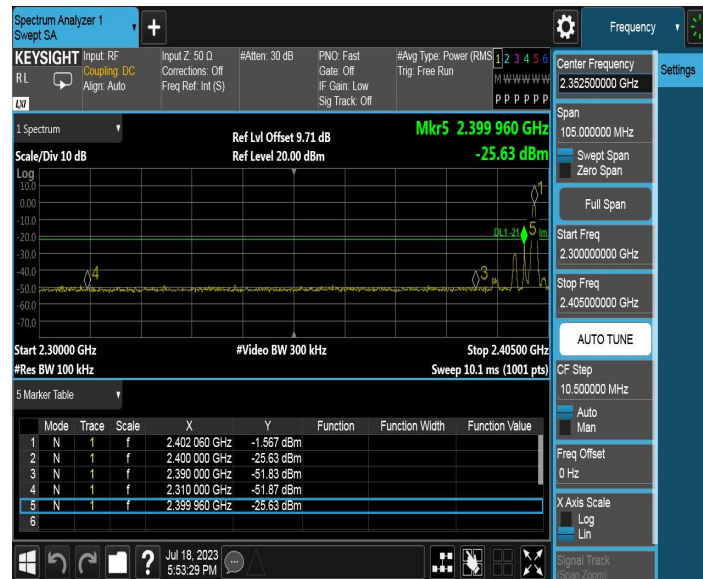 Spectrum Analyzer 1
Swept SA
+
Frequency
KEYSIGHT
RL
LXI
Input: RF
Coupling: DC
Align: Auto
Input Z: 50 Ω
Corrections: Off
Freq Ref: Int (S)
#Atten: 30 dB
PNO: Fast
Gate: Off
IF Gain: Low
Sig Track: Off
#Avg Type: Power (RMS
Trig: Free Run
1 2 3 4 5 6
M W W W W W
P P P P P P
1 Spectrum
Scale/Div 10 dB
Ref Lvl Offset 9.71 dB
Ref Level 20.00 dBm
Mkr5 2.399 960 GHz
-25.63 dBm
Log
10.0
0.00
-10.0
-20.0
-30.0
-40.0
-50.0
-60.0
-70.0
1
DL1 -21
5
3
4
Start 2.30000 GHz
#Video BW 300 kHz
Stop 2.40500 GHz
#Res BW 100 kHz
Sweep 10.1 ms (1001 pts)
5 Marker Table
Mode Trace Scale X Y Function Function Width Function Value
1 N 1 f 2.402 060 GHz -1.567 dBm
2 N 1 f 2.400 000 GHz -25.63 dBm
3 N 1 f 2.390 000 GHz -51.83 dBm
4 N 1 f 2.310 000 GHz -51.87 dBm
5 N 1 f 2.399 960 GHz -25.63 dBm
6
?
Jul 18, 2023
5:53:29 PM
Center Frequency
2.352500000 GHz
Settings
Span
105.000000 MHz
Swept Span
Zero Span
Full Span
Start Freq
2.300000000 GHz
Stop Freq
2.405000000 GHz
AUTO TUNE
CF Step
10.500000 MHz
Auto
Man
Freq Offset
0 Hz
X Axis Scale
Log
Lin
Signal Track
(Span Zoom)